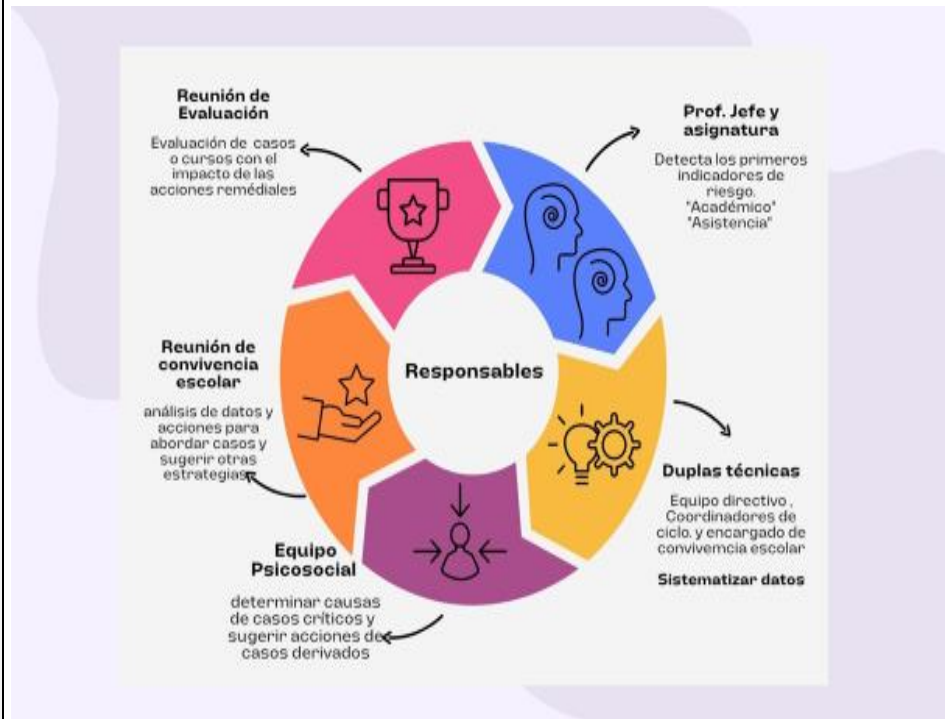 Reunión de
Evaluación
Evaluación de casos
o cursos con el
impacto de las
acciones remédiales
Prof. Jefe y
asignatura
Detecta los primeros
indicadores de
riesgo.
"Académico"
"Asistencia"
Responsables
Reunión de
convivencia
escolar
análisis de datos y
acciones para
abordar casos y
sugerir otras
estrategias
Duplas técnicas
Equipo directivo ,
Coordinadores de
ciclo. y encargado de
convivemcia escolar
Sistematizar datos
Equipo
Psicosocial
determinar causas
de casos críticos y
sugerir acciones de
casos derivados